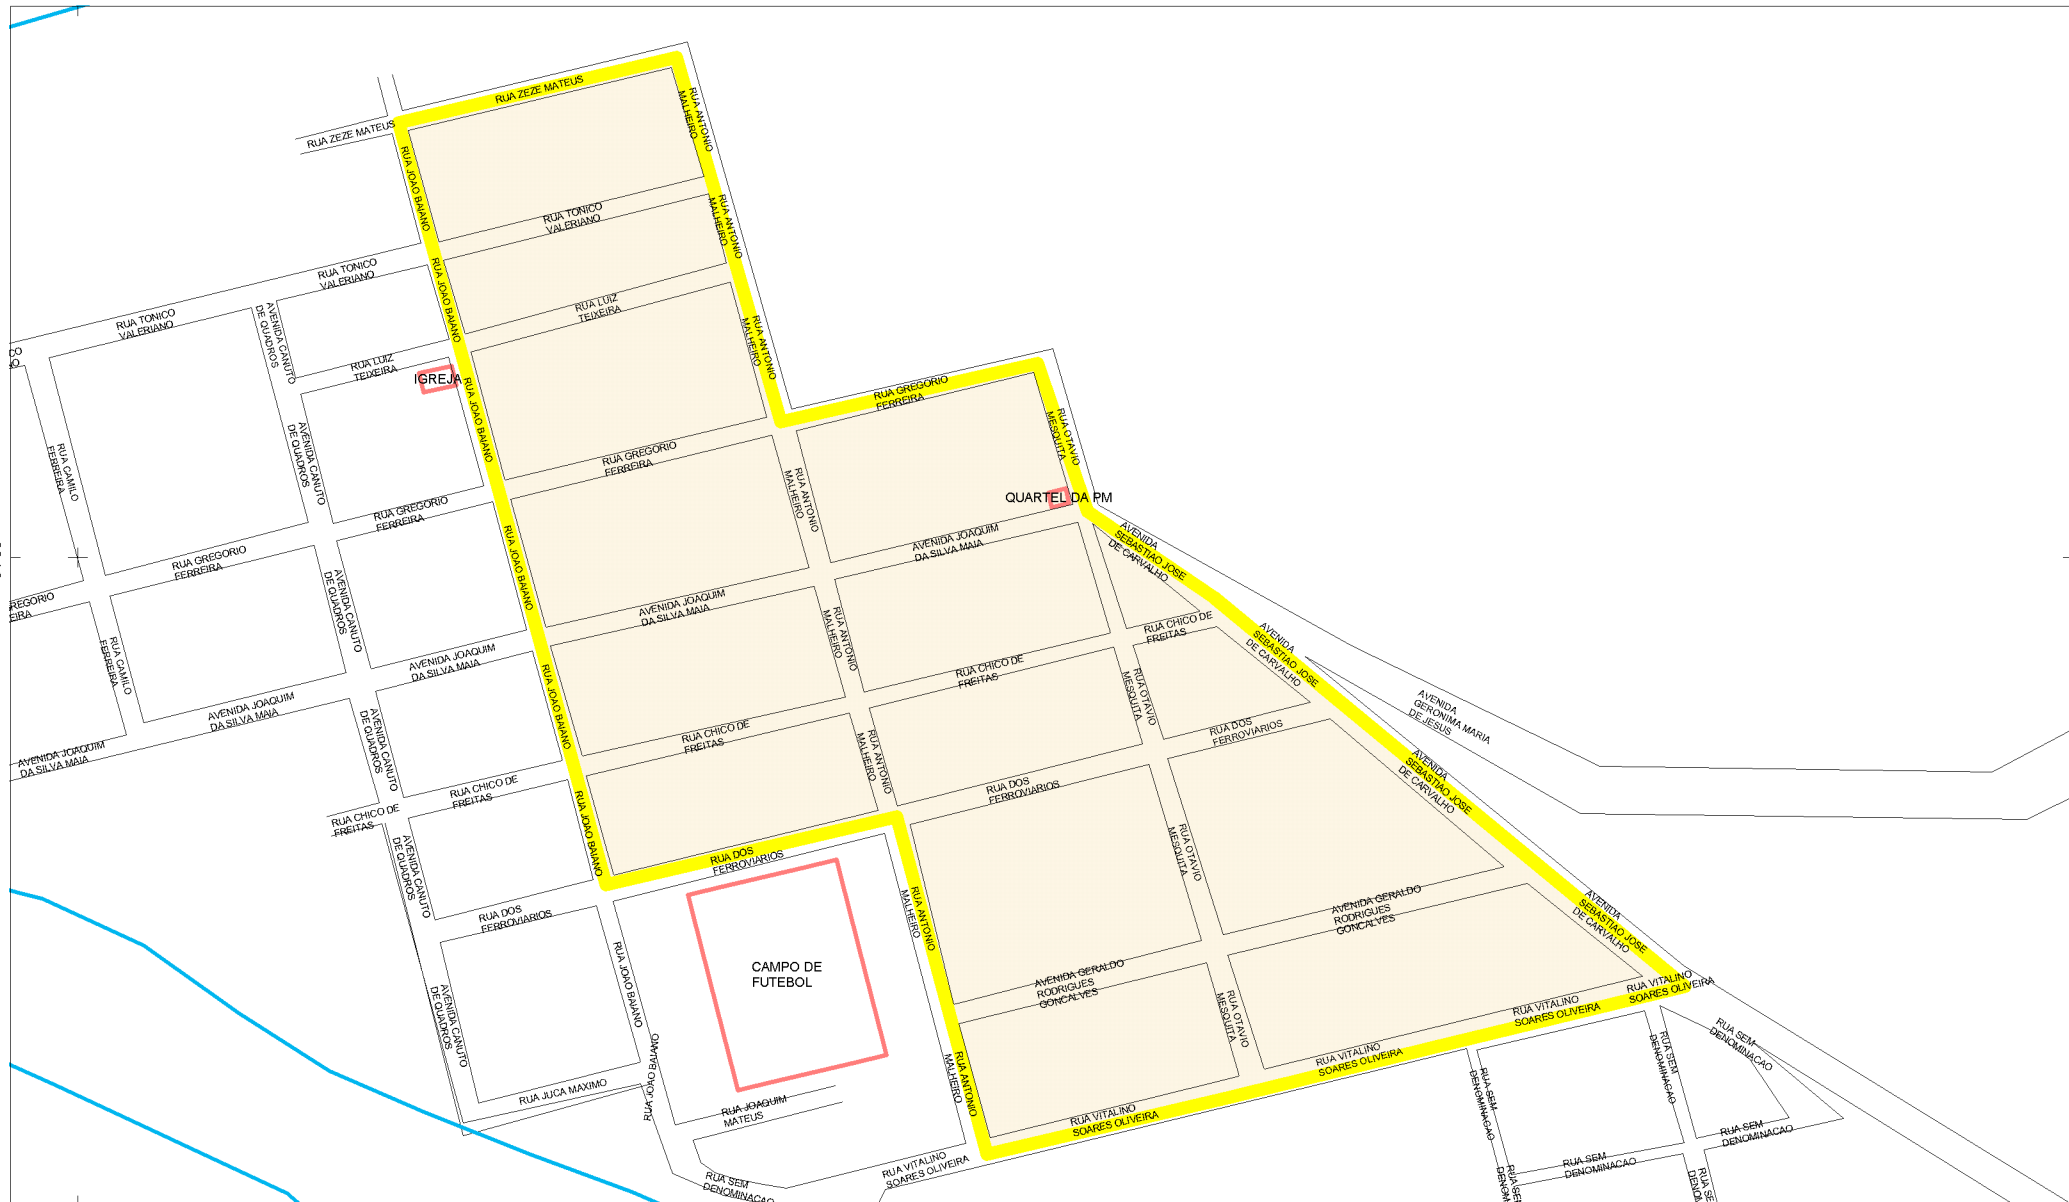 RUA ZEZE MATEUS
RUA ZEZE MATEUS
RUA ANTONIO
MALHEIRO
RUA JOAO BAIANO
RUA TONICO
VALERIANO
RUA ANTONIO
MALHEIRO
RUA TONICO
VALERIANO
RUA JOAO BAIANO
RUA TONICO
VALERIANO
AVENIDA CANUTO
DE QUADROS
RUA LUIZ
TEIXEIRA
RUA ANTONIO
MALHEIRO
RUA LUIZ
TEIXEIRA
IGREJA
RUA JOAO BAIANO
RUA GREGORIO
FERREIRA
RUA OTAVIO
MESQUITA
RUA CAMILO
FERREIRA
AVENIDA CANUTO
DE QUADROS
RUA GREGORIO
FERREIRA
RUA ANTONIO
MALHEIRO
QUARTEL DA PM
RUA GREGORIO
FERREIRA
RUA GREGORIO
FERREIRA
RUA JOAO BAIANO
AVENIDA JOAQUIM
DA SILVA MAIA
AVENIDA
SEBASTIAO JOSE
DE CARVALHO
REGORIO
EIRA
AVENIDA CANUTO
DE QUADROS
AVENIDA JOAQUIM
DA SILVA MAIA
RUA ANTONIO
MALHEIRO
RUA CHICO DE
FREITAS
AVENIDA
SEBASTIAO JOSE
DE CARVALHO
RUA CAMILO
FERREIRA
AVENIDA JOAQUIM
DA SILVA MAIA
RUA JOAO BAIANO
RUA CHICO DE
FREITAS
RUA OTAVIO
MESQUITA
AVENIDA
GERONIMA MARIA
DE JESUS
AVENIDA JOAQUIM
DA SILVA MAIA
AVENIDA JOAQUIM
DA SILVA MAIA
AVENIDA CANUTO
DE QUADROS
RUA CHICO DE
FREITAS
RUA ANTONIO
MALHEIRO
RUA DOS
FERROVIARIOS
AVENIDA
SEBASTIAO JOSE
DE CARVALHO
RUA CHICO DE
FREITAS
RUA CHICO DE
FREITAS
RUA JOAO BAIANO
RUA DOS
FERROVIARIOS
AVENIDA CANUTO
DE QUADROS
RUA DOS
FERROVIARIOS
RUA OTAVIO
MESQUITA
RUA DOS
FERROVIARIOS
RUA ANTONIO
MALHEIRO
AVENIDA GERALDO
RODRIGUES
GONCALVES
AVENIDA
SEBASTIAO JOSE
DE CARVALHO
RUA JOAO BAIANO
CAMPO DE
FUTEBOL
AVENIDA GERALDO
RODRIGUES
GONCALVES
AVENIDA CANUTO
DE QUADROS
RUA OTAVIO
MESQUITA
RUA VITALINO
SOARES OLIVEIRA
RUA VITALINO
SOARES OLIVEIRA
RUA VITALINO
SOARES OLIVEIRA
RUA SEM
DENOMINACAO
RUA SEM
DENOMINACAO
RUA JOAO BAIANO
RUA JUCA MAXIMO
RUA JOAQUIM
MATEUS
RUA ANTONIO
MALHEIRO
RUA VITALINO
SOARES OLIVEIRA
RUA SEM
DENOMINACAO
RUA SEM
DENOMINACAO
RUA VITALINO
SOARES OLIVEIRA
RUA SEM
DENOMINACAO
RUA SEM
DENOMINACAO